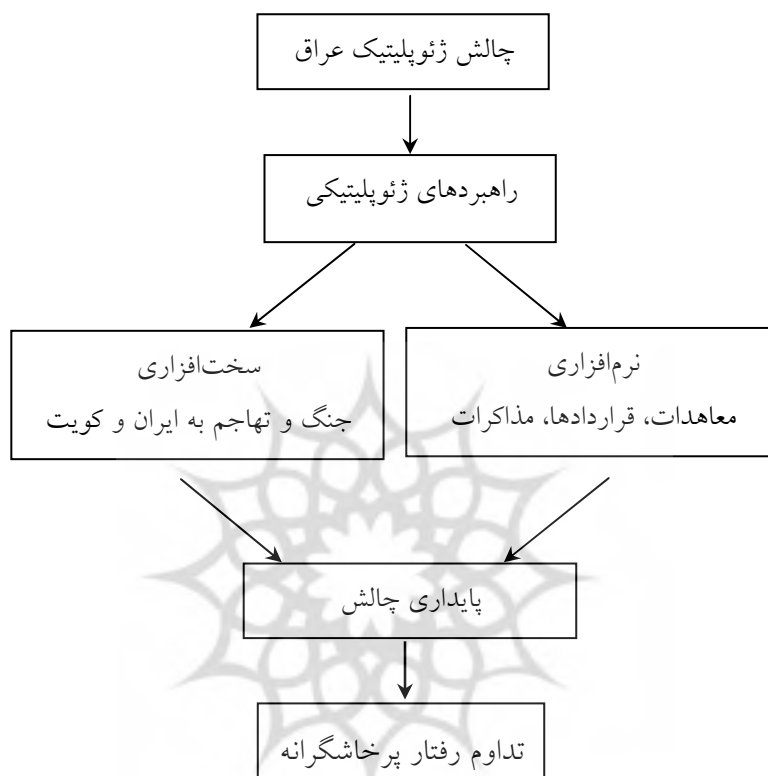 چالش ژئوپلیتیک عراق
راهبردهای ژئوپلیتیکی
نرم‌افزاری
معاهدات، قراردادها، مذاکرات
سخت‌افزاری
جنگ و تهاجم به ایران و کویت
پایداری چالش
تداوم رفتار پرخاشگرانه